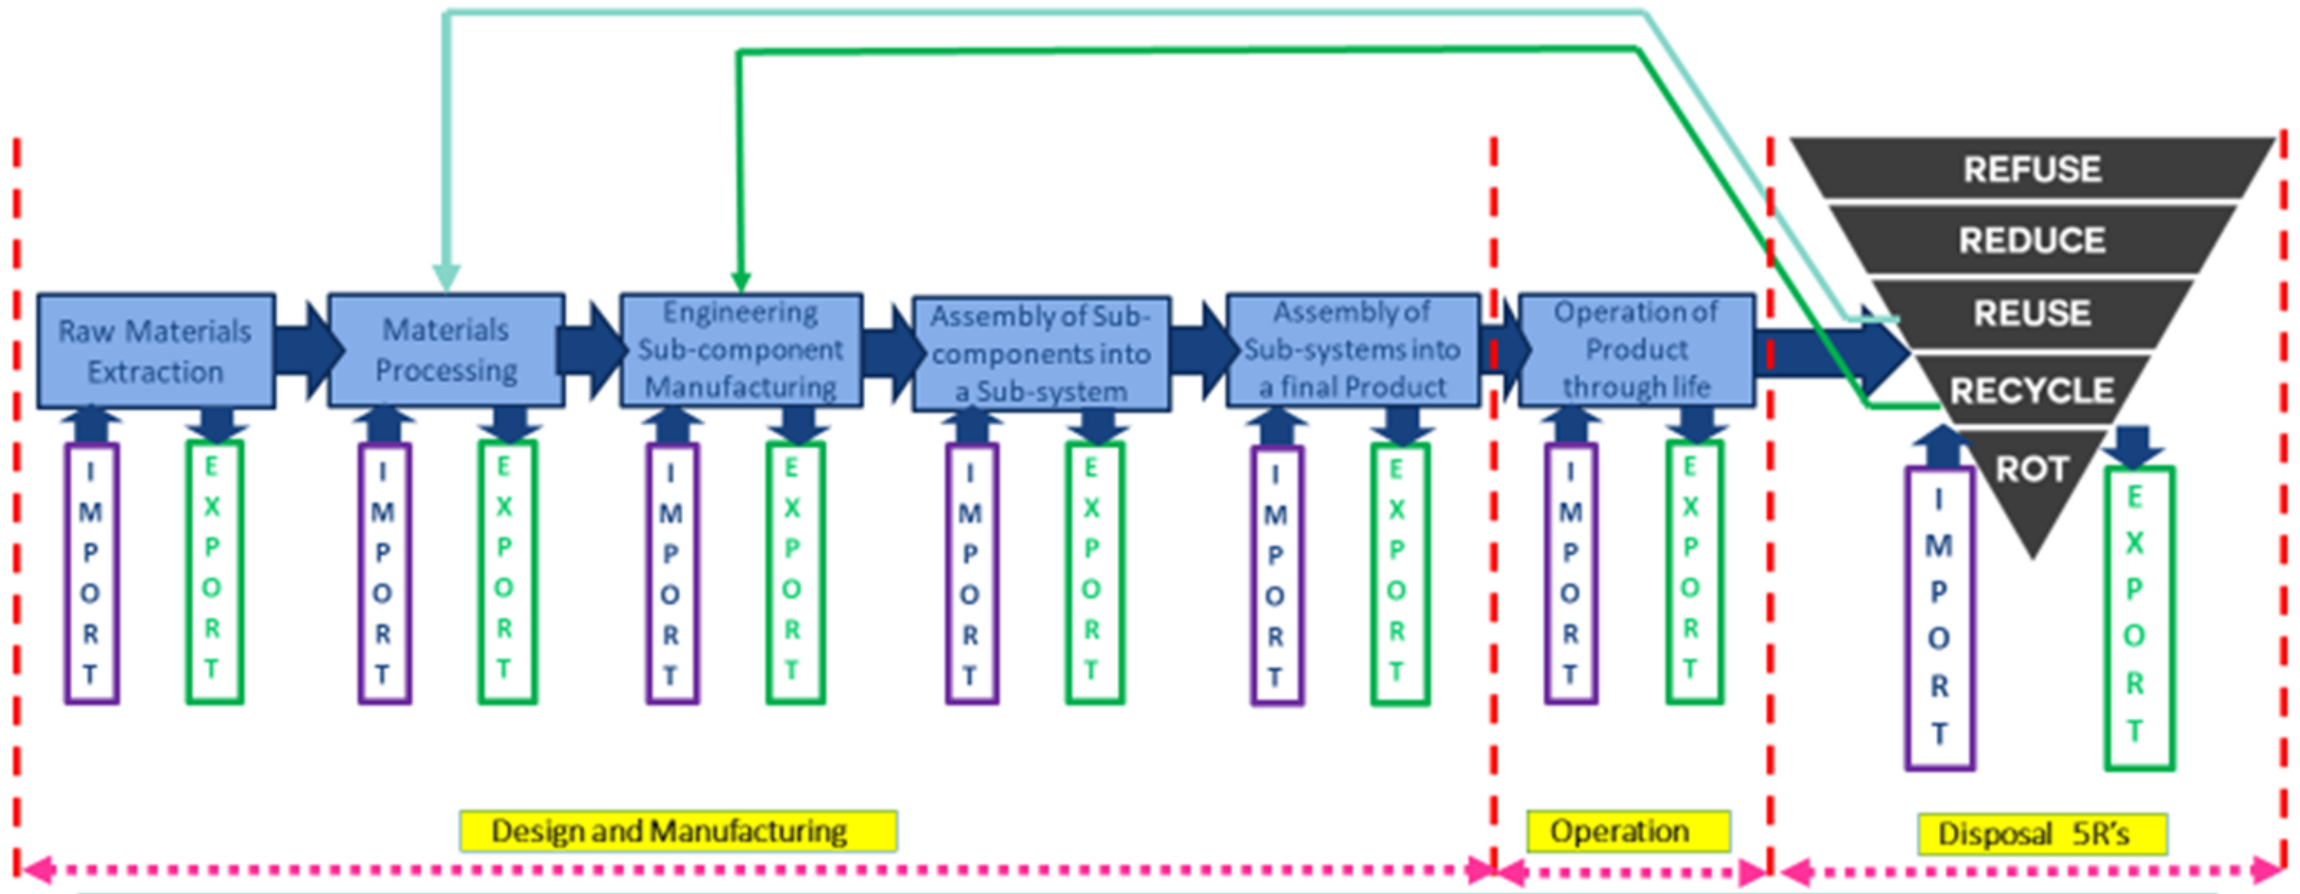 REFUSE
REDUCE
REUSE
RECYCLE
ROT
Raw Materials
Extraction
Materials
Processing
Engineering
Sub-component
Manufacturing
Assembly of Sub-
components into
a Sub-system
Assembly of
Sub-systems into
a final Product
Operation of
Product
through life
IMPORT
EXPORT
IMPORT
EXPORT
IMPORT
EXPORT
IMPORT
EXPORT
IMPORT
EXPORT
IMPORT
EXPORT
IMPORT
EXPORT
Design and Manufacturing
Operation
Disposal 5R's